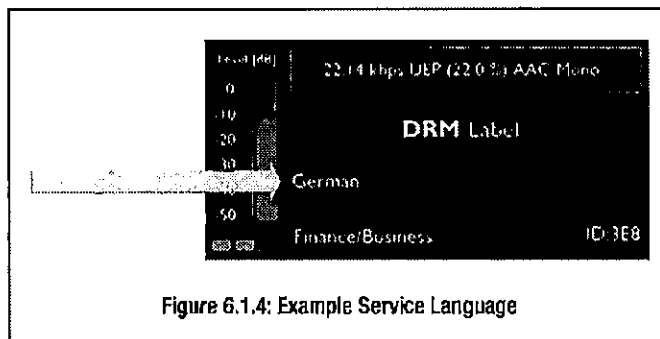 Level [dB]
22.14 kbps UEP (22.0 %) AAC Mono
0
-10
DRM Label
-20
-30
German
-50
Finance/Business
ID:3E8
Figure 6.1.4: Example Service Language